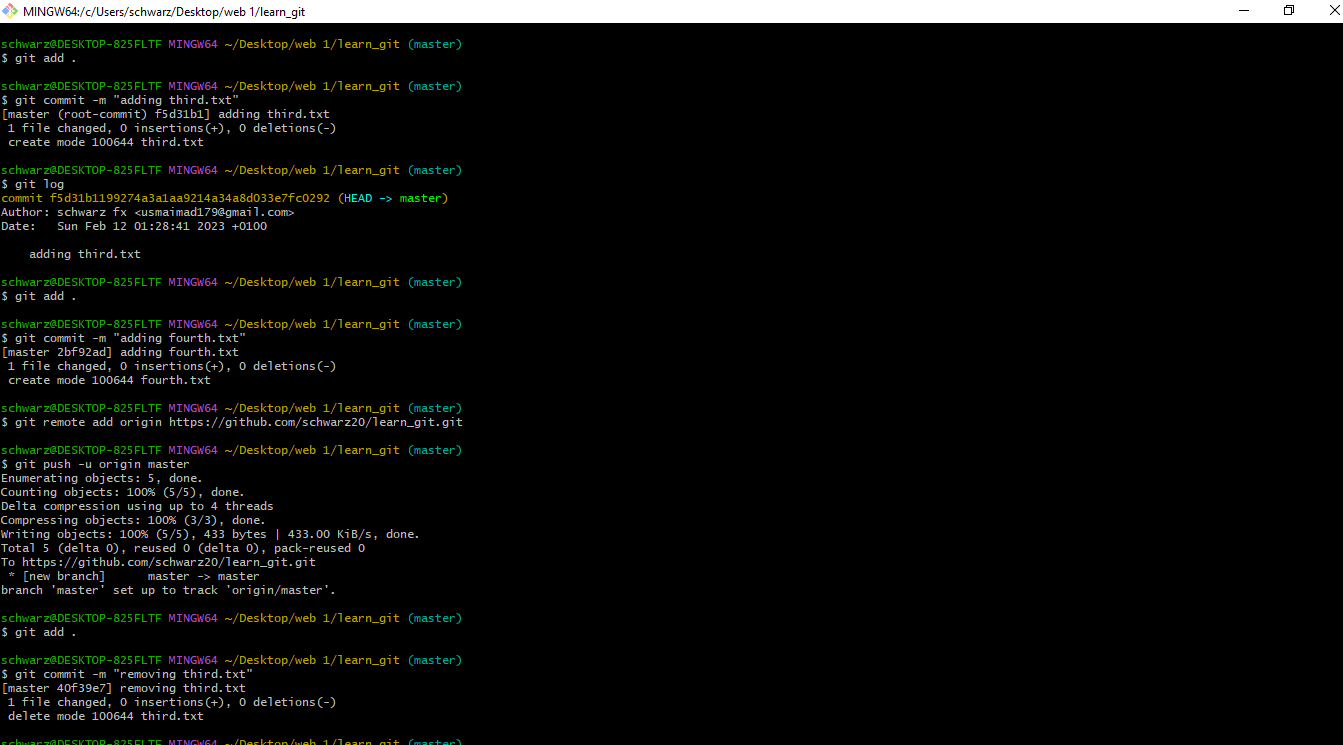 MINGW64:/c/Users/schwarz/Desktop/web 1/learn_git
schwarz@DESKTOP-825FLTF MINGW64 ~/Desktop/web 1/learn_git (master)
$ git add .
schwarz@DESKTOP-825FLTF MINGW64 ~/Desktop/web 1/learn_git (master)
$ git commit -m "adding third.txt"
[master (root-commit) f5d31b1] adding third.txt
 1 file changed, 0 insertions(+), 0 deletions(-)
 create mode 100644 third.txt
schwarz@DESKTOP-825FLTF MINGW64 ~/Desktop/web 1/learn_git (master)
$ git log
commit f5d31b1199274a3a1aa9214a34a8d033e7fc0292 (HEAD -> master)
Author: schwarz fx <usmaimad179@gmail.com>
Date:   Sun Feb 12 01:28:41 2023 +0100
    adding third.txt
schwarz@DESKTOP-825FLTF MINGW64 ~/Desktop/web 1/learn_git (master)
$ git add .
schwarz@DESKTOP-825FLTF MINGW64 ~/Desktop/web 1/learn_git (master)
$ git commit -m "adding fourth.txt"
[master 2bf92ad] adding fourth.txt
 1 file changed, 0 insertions(+), 0 deletions(-)
 create mode 100644 fourth.txt
schwarz@DESKTOP-825FLTF MINGW64 ~/Desktop/web 1/learn_git (master)
$ git remote add origin https://github.com/schwarz20/learn_git.git
schwarz@DESKTOP-825FLTF MINGW64 ~/Desktop/web 1/learn_git (master)
$ git push -u origin master
Enumerating objects: 5, done.
Counting objects: 100% (5/5), done.
Delta compression using up to 4 threads
Compressing objects: 100% (3/3), done.
Writing objects: 100% (5/5), 433 bytes | 433.00 KiB/s, done.
Total 5 (delta 0), reused 0 (delta 0), pack-reused 0
To https://github.com/schwarz20/learn_git.git
 * [new branch]      master -> master
branch 'master' set up to track 'origin/master'.
schwarz@DESKTOP-825FLTF MINGW64 ~/Desktop/web 1/learn_git (master)
$ git add .
schwarz@DESKTOP-825FLTF MINGW64 ~/Desktop/web 1/learn_git (master)
$ git commit -m "removing third.txt"
[master 40f39e7] removing third.txt
 1 file changed, 0 insertions(+), 0 deletions(-)
 delete mode 100644 third.txt
schwarz@DESKTOP-825FLTF MINGW64 ~/Desktop/web 1/learn_git (master)